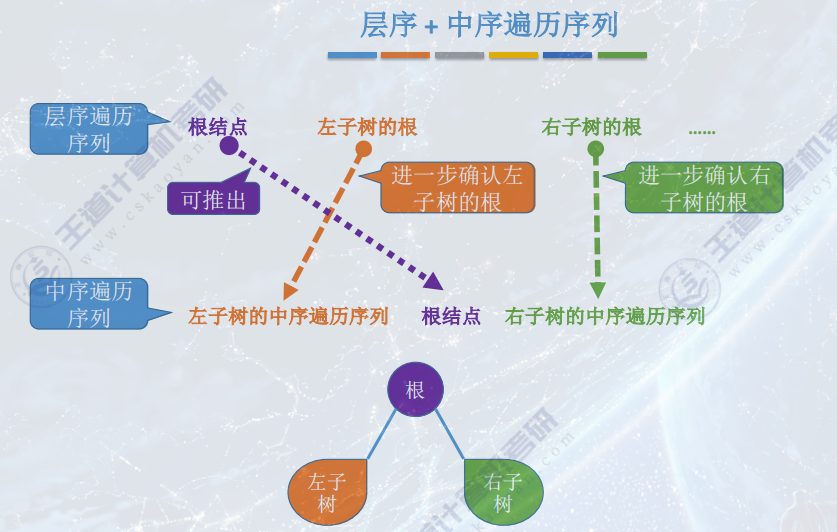 层序 + 中序遍历序列
层序遍历
序列
根结点
左子树的根
右子树的根
......
可推出
进一步确认左
子树的根
进一步确认右
子树的根
中序遍历
序列
左子树的中序遍历序列
根结点
右子树的中序遍历序列
根
左子
树
右子
树
王道计算机考研
www.cskaoyan.com